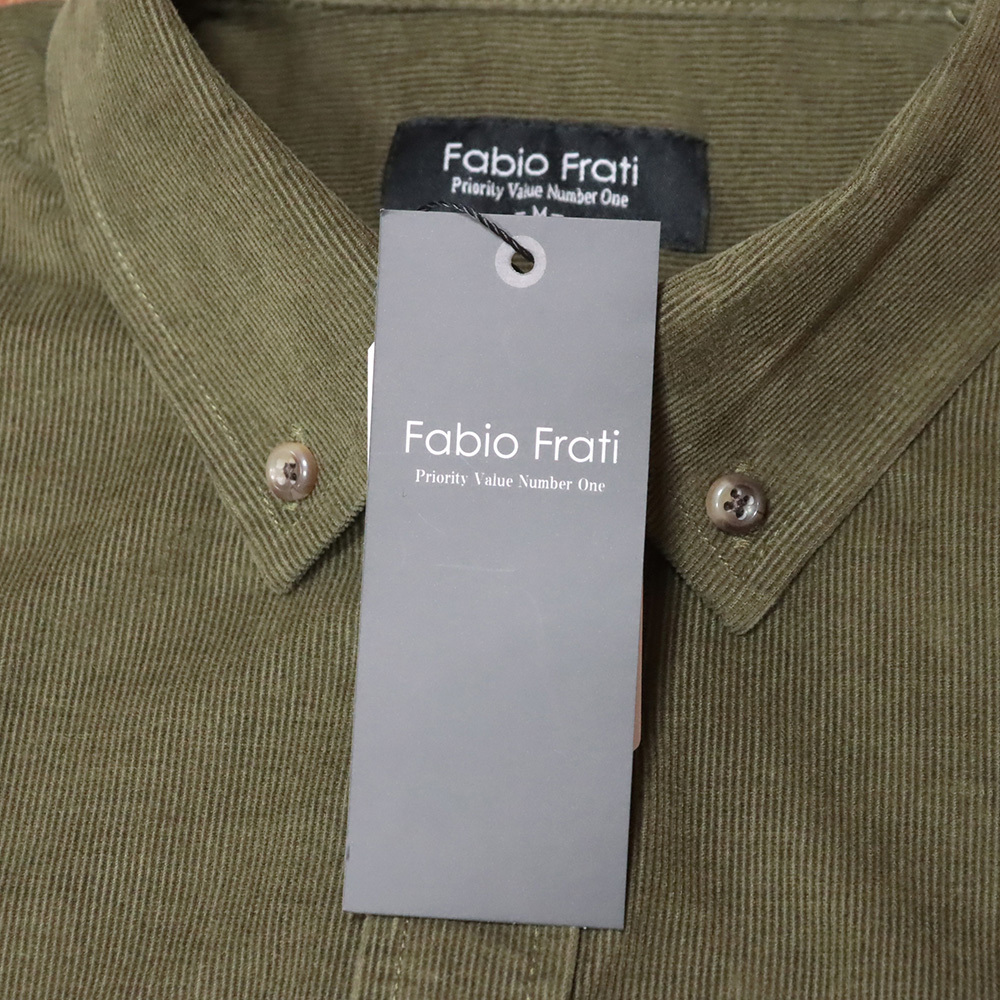 Fabio Frati
Priority Value Number One
- M -
Fabio Frati
Priority Value Number One